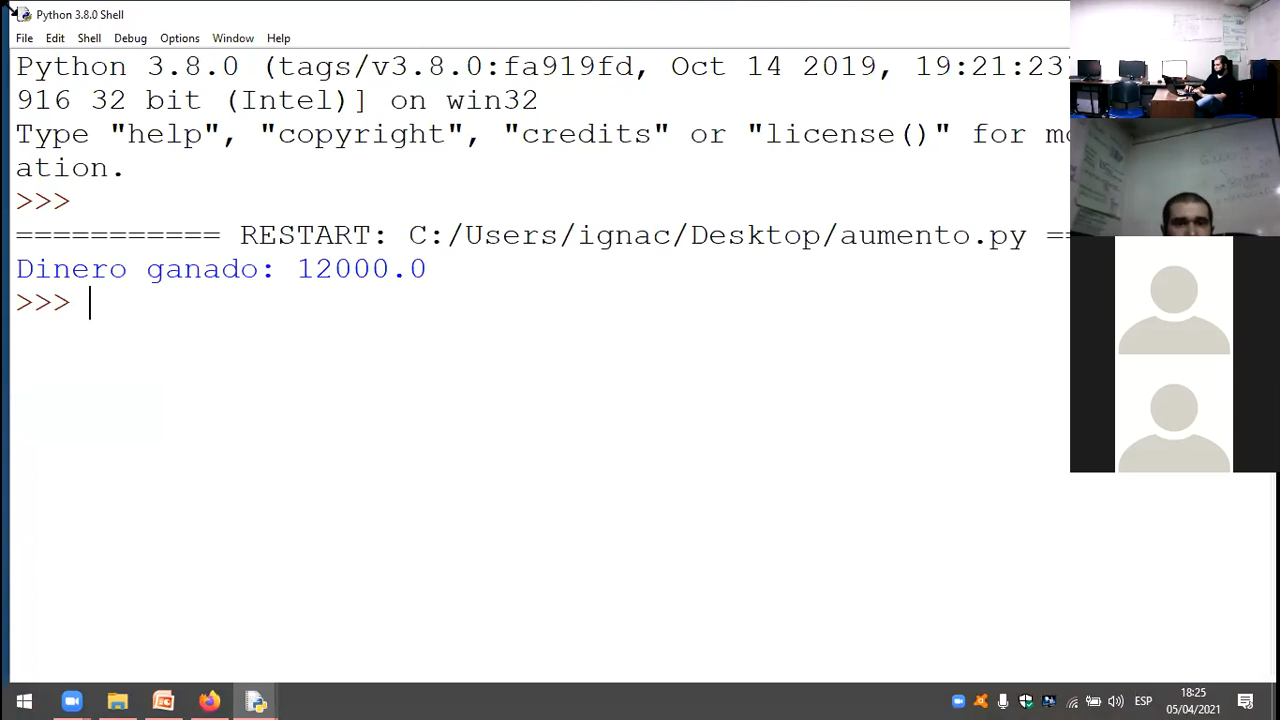 Python 3.8.0 Shell
File Edit Shell Debug Options Window Help
Python 3.8.0 (tags/v3.8.0:fa919fd, Oct 14 2019, 19:21:23
916 32 bit (Intel)] on win32
Type "help", "copyright", "credits" or "license()" for mo
ation.
>>>
=========== RESTART: C:/Users/ignac/Desktop/aumento.py ==
Dinero ganado: 12000.0
>>>
ESP
18:25
05/04/2021